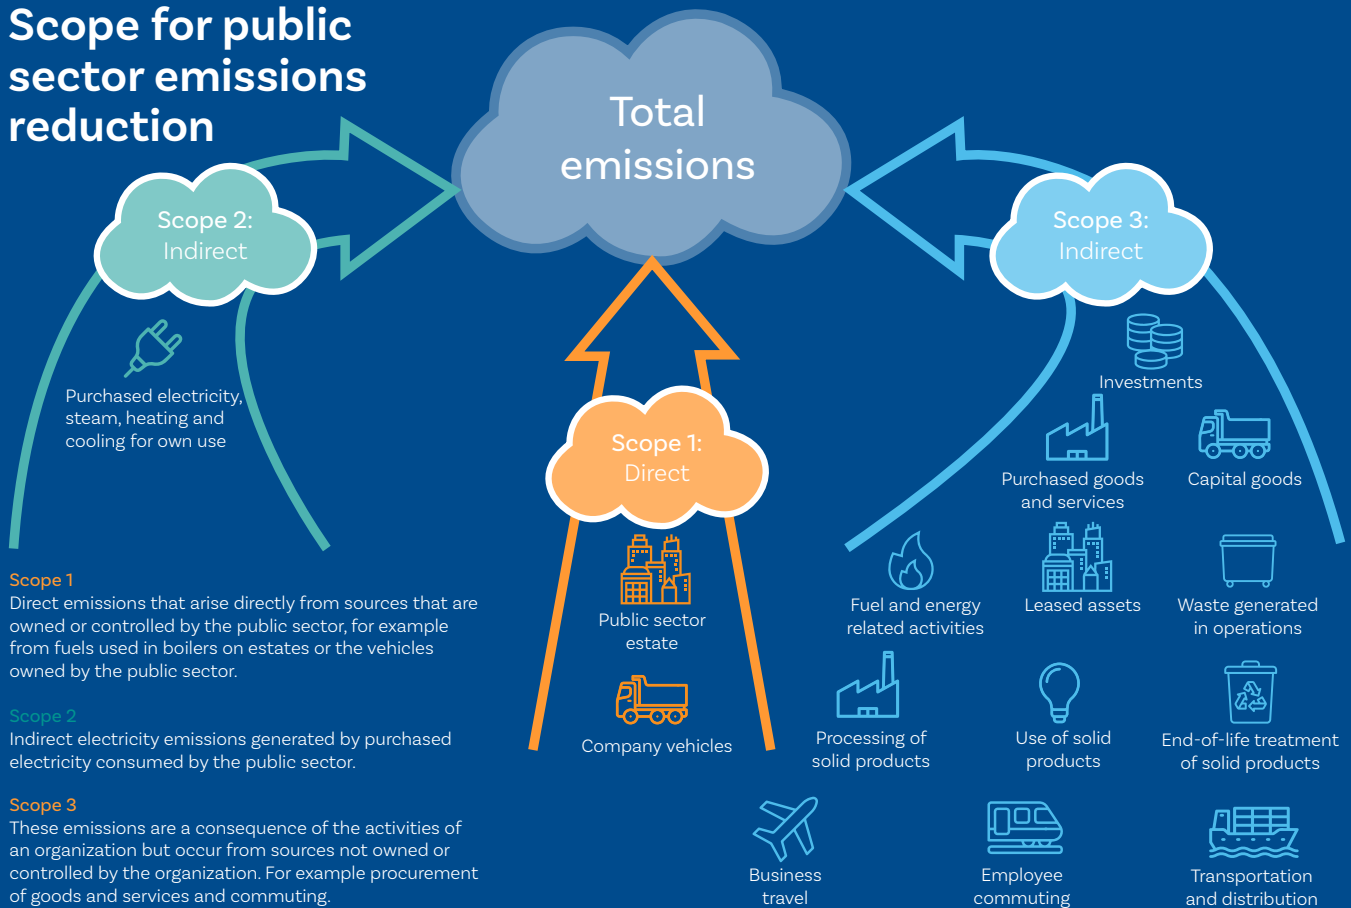 Scope for public
sector emissions
reduction
Total
emissions
Scope 2:
Indirect
Scope 3:
Indirect
Purchased electricity,
steam, heating and
cooling for own use
Scope 1:
Direct
Public sector
estate
Company vehicles
Investments
Purchased goods
and services
Capital goods
Fuel and energy
related activities
Leased assets
Waste generated
in operations
Processing of
solid products
Use of solid
products
End-of-life treatment
of solid products
Business
travel
Employee
commuting
Transportation
and distribution
Scope 1
Direct emissions that arise directly from sources that are
owned or controlled by the public sector, for example
from fuels used in boilers on estates or the vehicles
owned by the public sector.
Scope 2
Indirect electricity emissions generated by purchased
electricity consumed by the public sector.
Scope 3
These emissions are a consequence of the activities of
an organization but occur from sources not owned or
controlled by the organization. For example procurement
of goods and services and commuting.